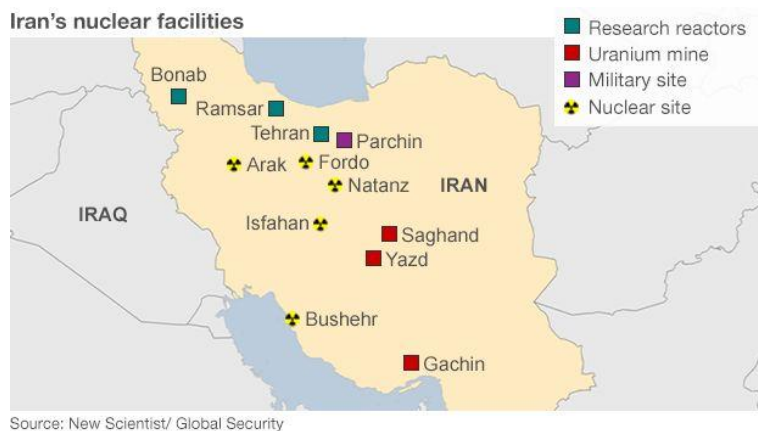 Iran's nuclear facilities
Research reactors
Uranium mine
Military site
Nuclear site
Bonab
Ramsar
Tehran
Parchin
Arak
Fordo
Natanz
IRAN
IRAQ
Isfahan
Saghand
Yazd
Bushehr
Gachin
Source: New Scientist/ Global Security